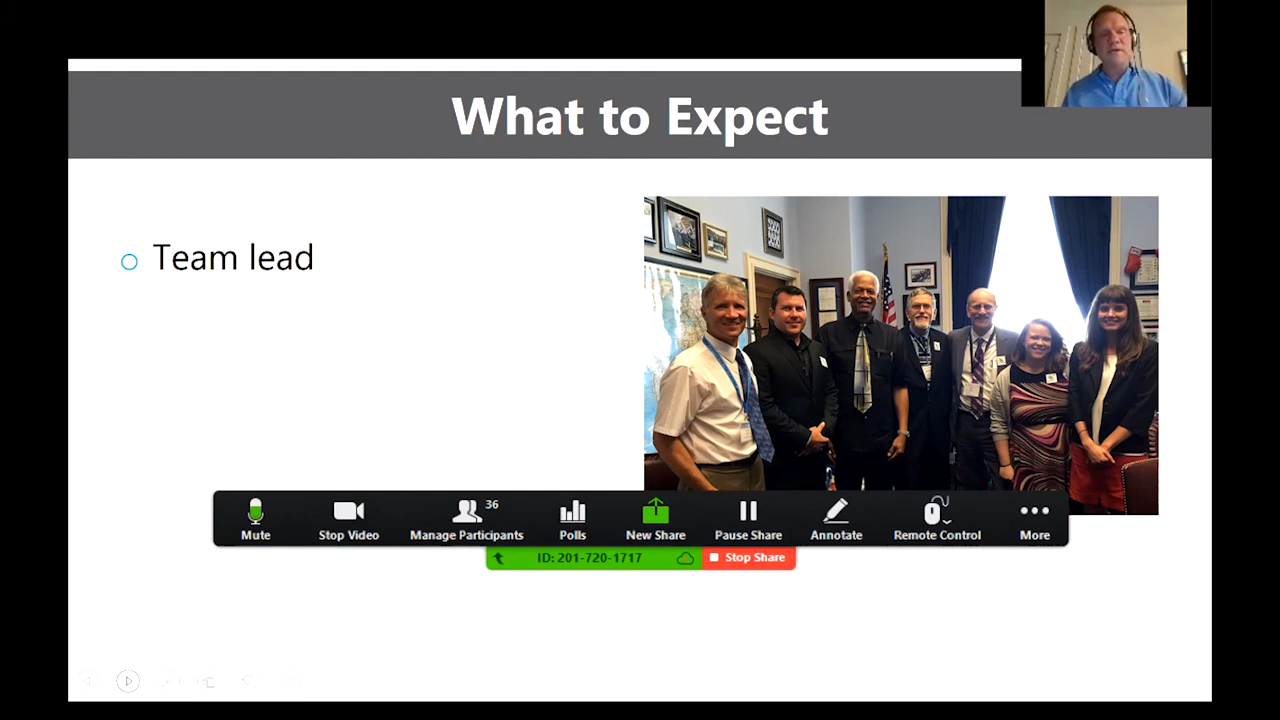 What to Expect
Team lead
36
Mute
Stop Video
Manage Participants
Polls
New Share
Pause Share
Annotate
Remote Control
More
ID: 201-720-1717
Stop Share